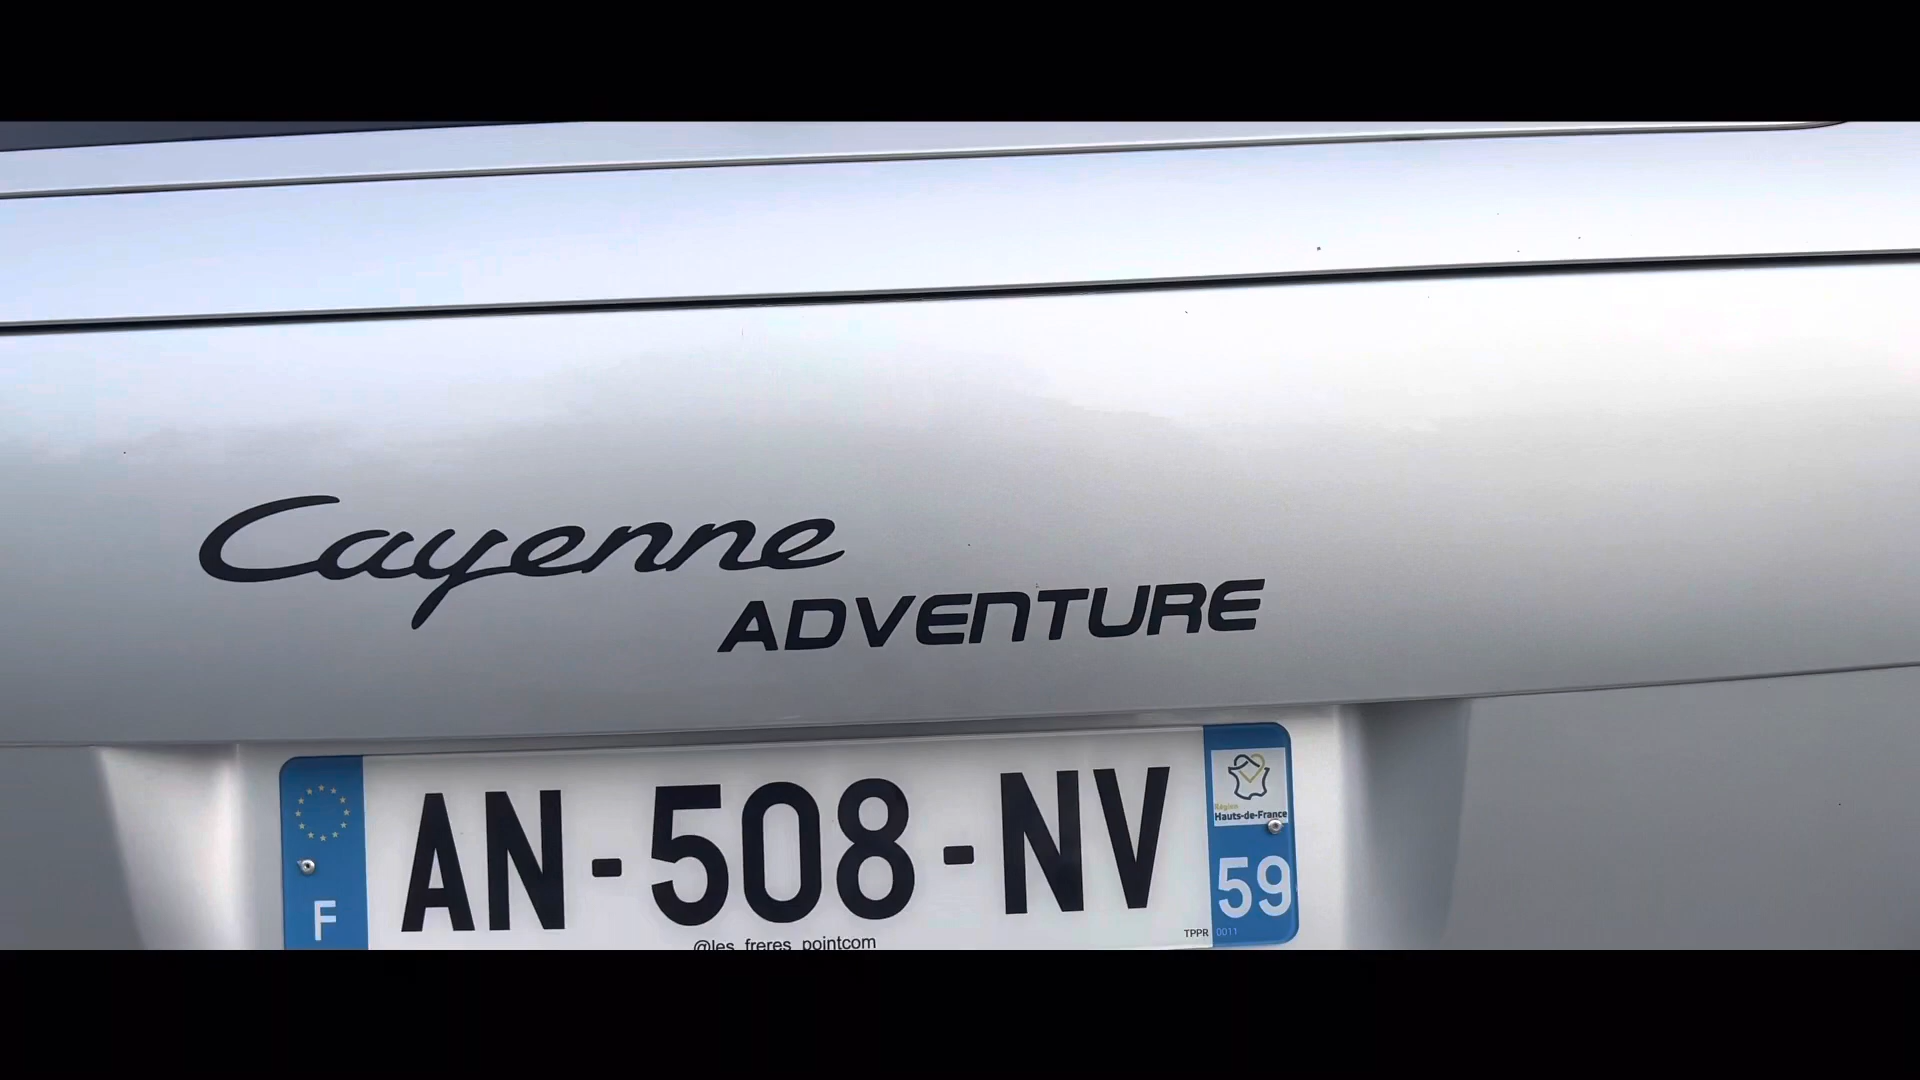 Cayenne
ADVENTURE
AN-508-NV
F
Région
Hauts-de-France
59
TPPR 0011
@les_freres_pointcom